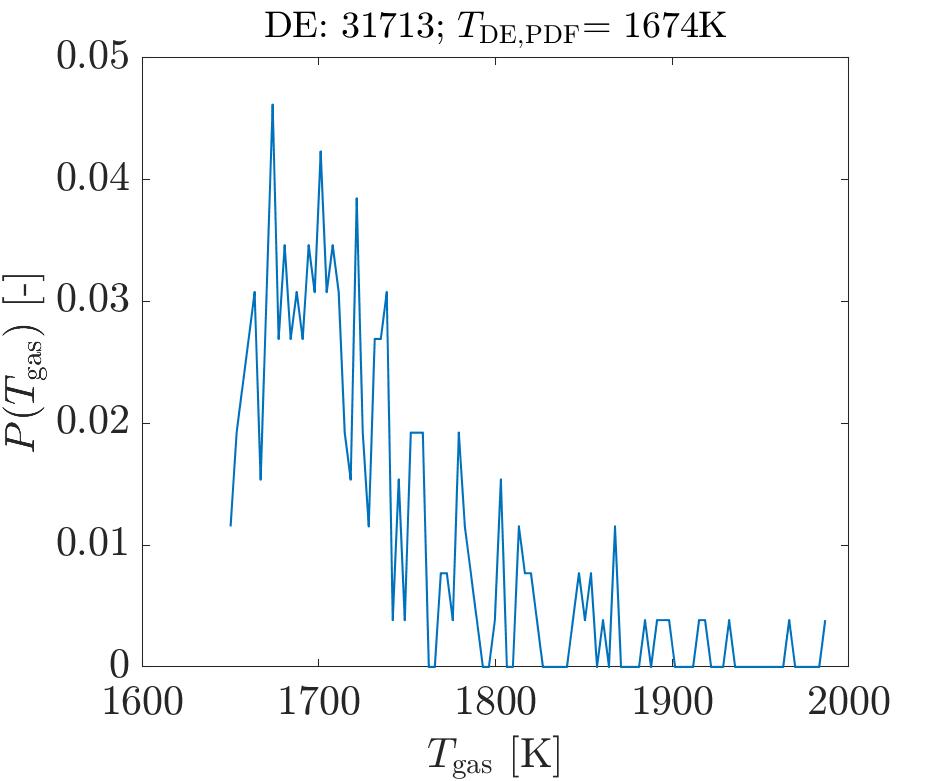 DE: 31713; T_DE,PDF= 1674K
0.05
0.04
0.03
0.02
0.01
0
P(T_gas) [-]
1600 1700 1800 1900 2000
T_gas [K]